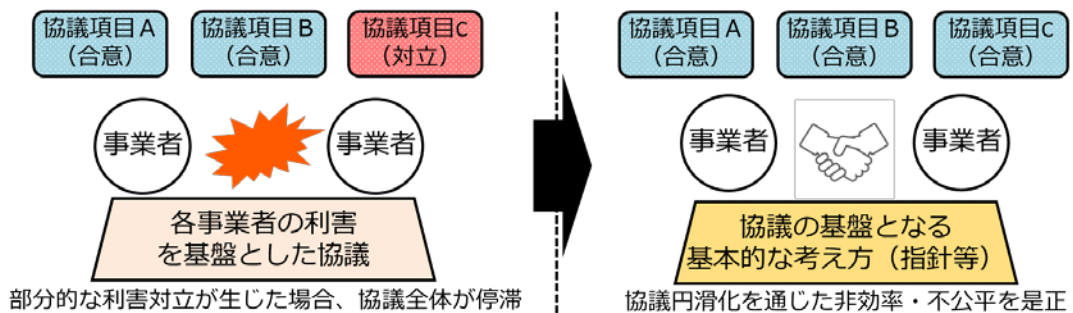 協議項目A
(合意)
協議項目B
(合意)
協議項目C
(対立)
事業者
事業者
各事業者の利害
を基盤とした協議
部分的な利害対立が生じた場合、協議全体が停滞
協議項目A
(合意)
協議項目B
(合意)
協議項目C
(合意)
事業者
事業者
協議の基盤となる
基本的な考え方（指針等）
協議円滑化を通じた非効率・不公平を是正